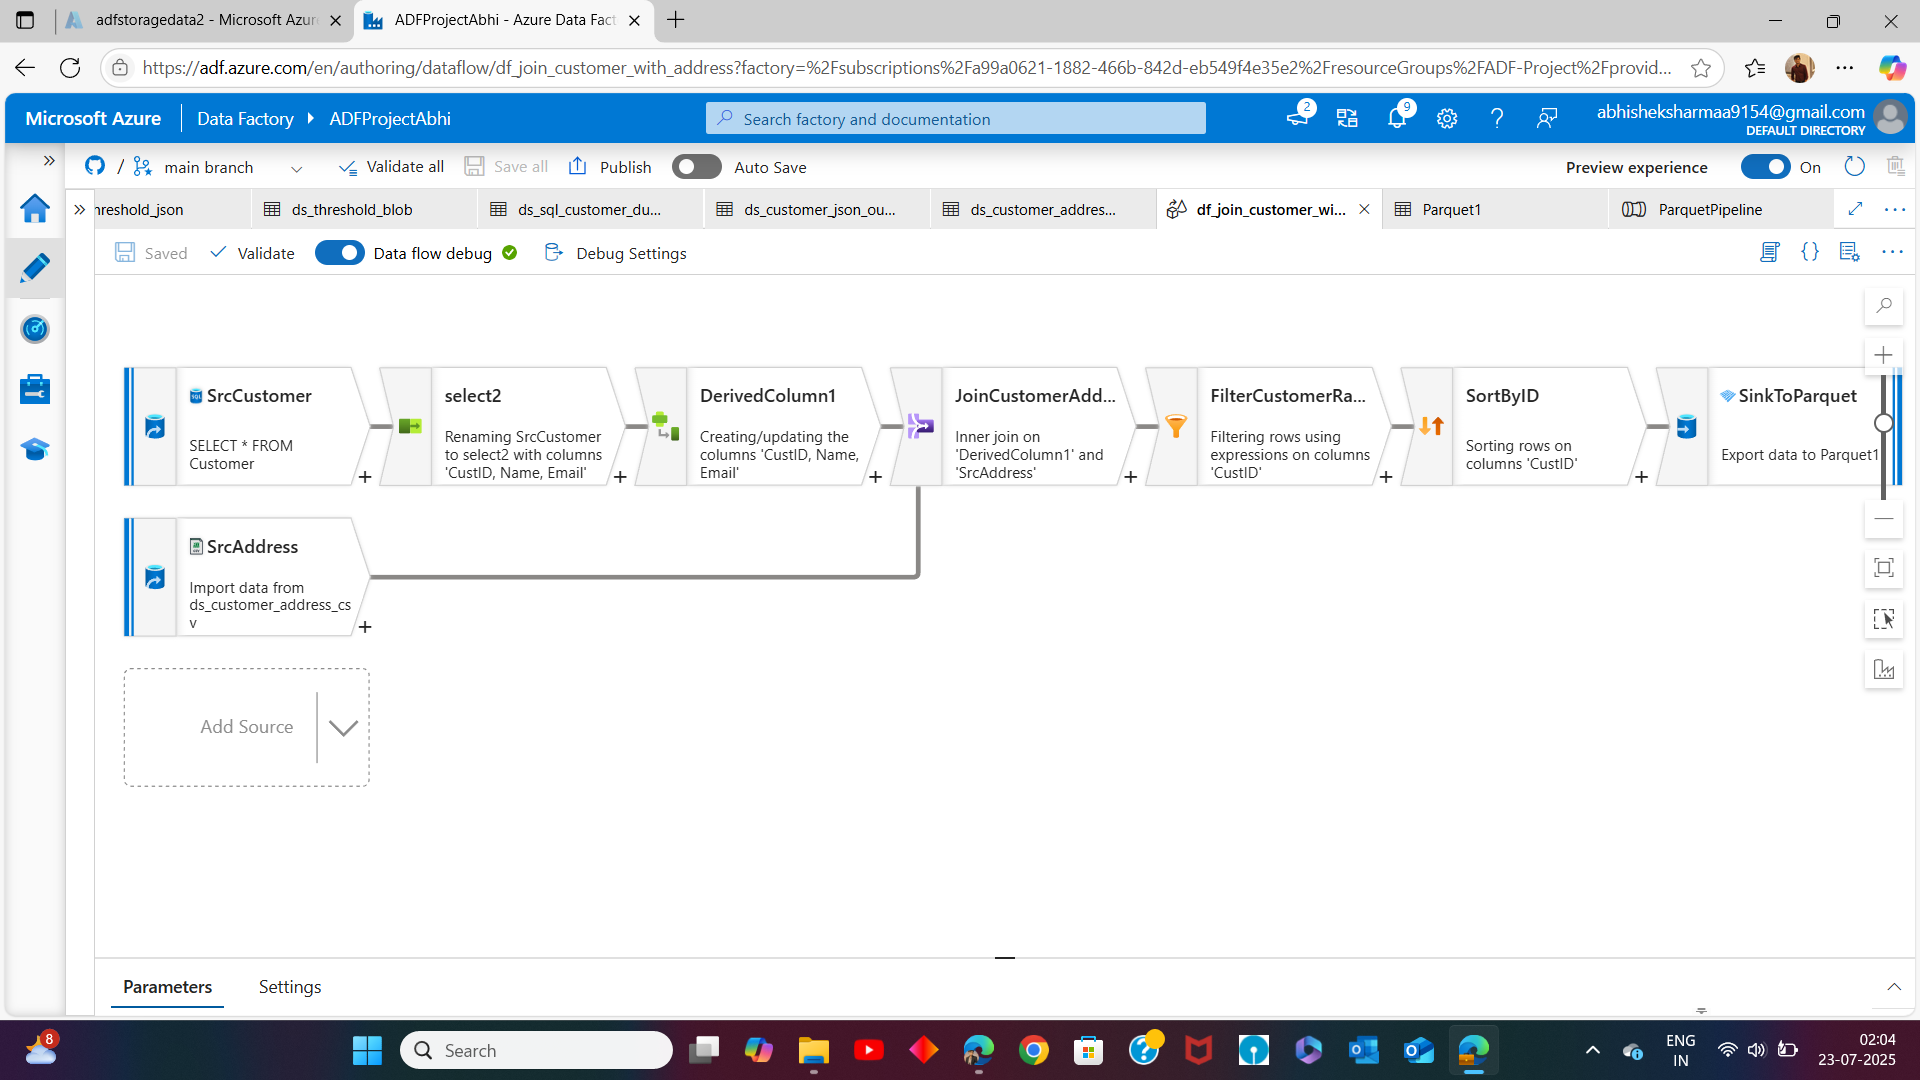 adfstoragedata2 - Microsoft Azure
ADFProjectAbhi - Azure Data Fact
https://adf.azure.com/en/authoring/dataflow/df_join_customer_with_address?factory=%2Fsubscriptions%2Fa99a0621-1882-466b-842d-eb549f4e35e2%2FresourceGroups%2FADF-Project%2Fprovid...
Microsoft Azure
Data Factory
ADFProjectAbhi
Search factory and documentation
2
9
abhisheksharmaa9154@gmail.com
DEFAULT DIRECTORY
/
main branch
Validate all
Save all
Publish
Auto Save
Preview experience
On
hreshold_json
ds_threshold_blob
ds_sql_customer_du...
ds_customer_json_ou...
ds_customer_addres...
df_join_customer_wi...
Parquet1
ParquetPipeline
Saved
Validate
Data flow debug
Debug Settings
SrcCustomer
SELECT * FROM
Customer
select2
Renaming SrcCustomer
to select2 with columns
'CustID, Name, Email'
DerivedColumn1
Creating/updating the
columns 'CustID, Name,
Email'
JoinCustomerAdd...
Inner join on
'DerivedColumn1' and
'SrcAddress'
FilterCustomerRa...
Filtering rows using
expressions on columns
'CustID'
SortByID
Sorting rows on
columns 'CustID'
SinkToParquet
Export data to Parquet1
SrcAddress
Import data from
ds_customer_address_cs
v
Add Source
Parameters
Settings
8
Search
ENG
IN
02:04
23-07-2025